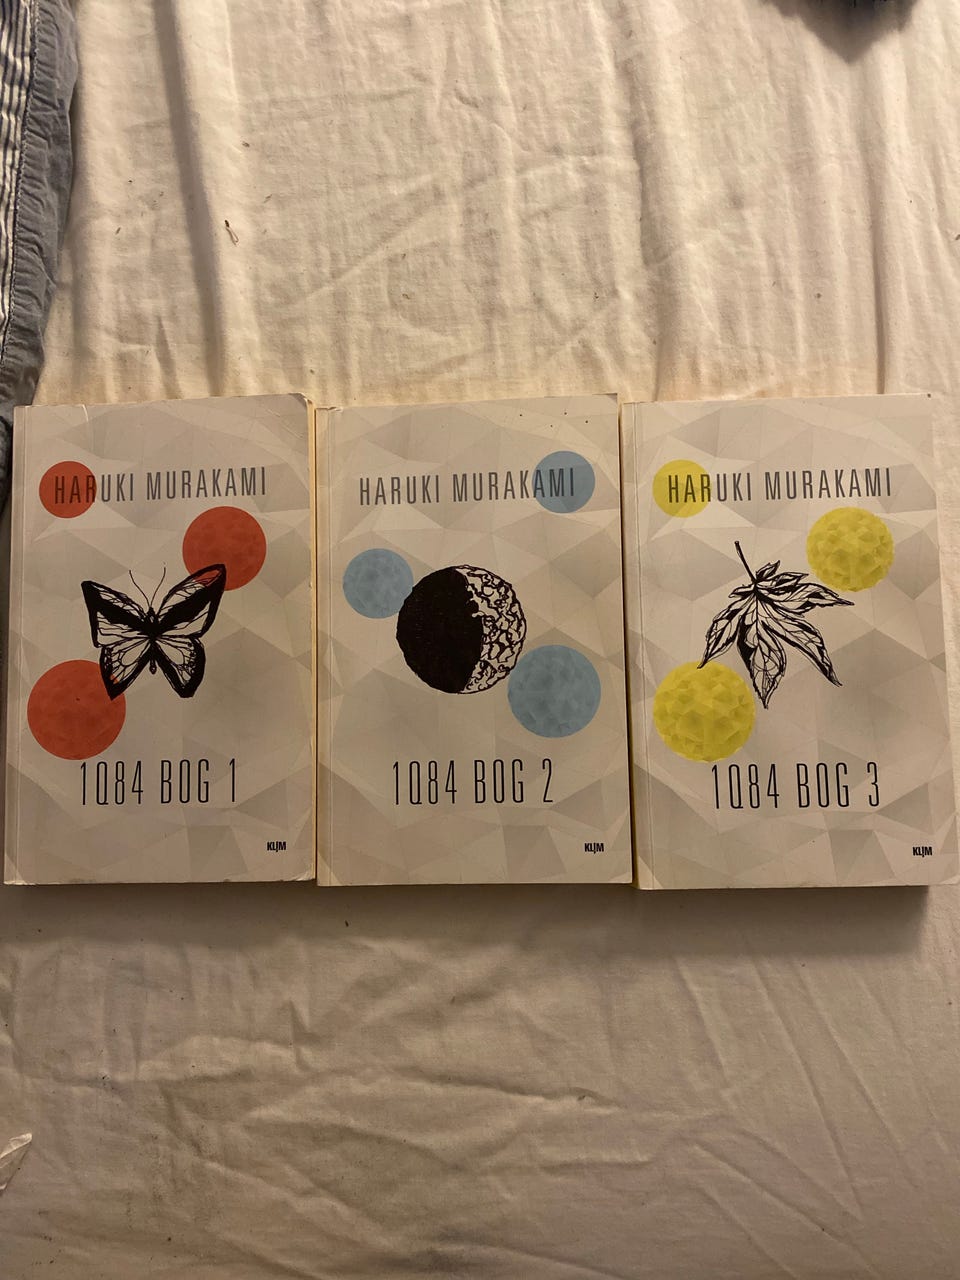 HARUKI MURAKAMI
1Q84 BOG 1
KLIM
HARUKI MURAKAMI
1Q84 BOG 2
KLIM
HARUKI MURAKAMI
1Q84 BOG 3
KLIM